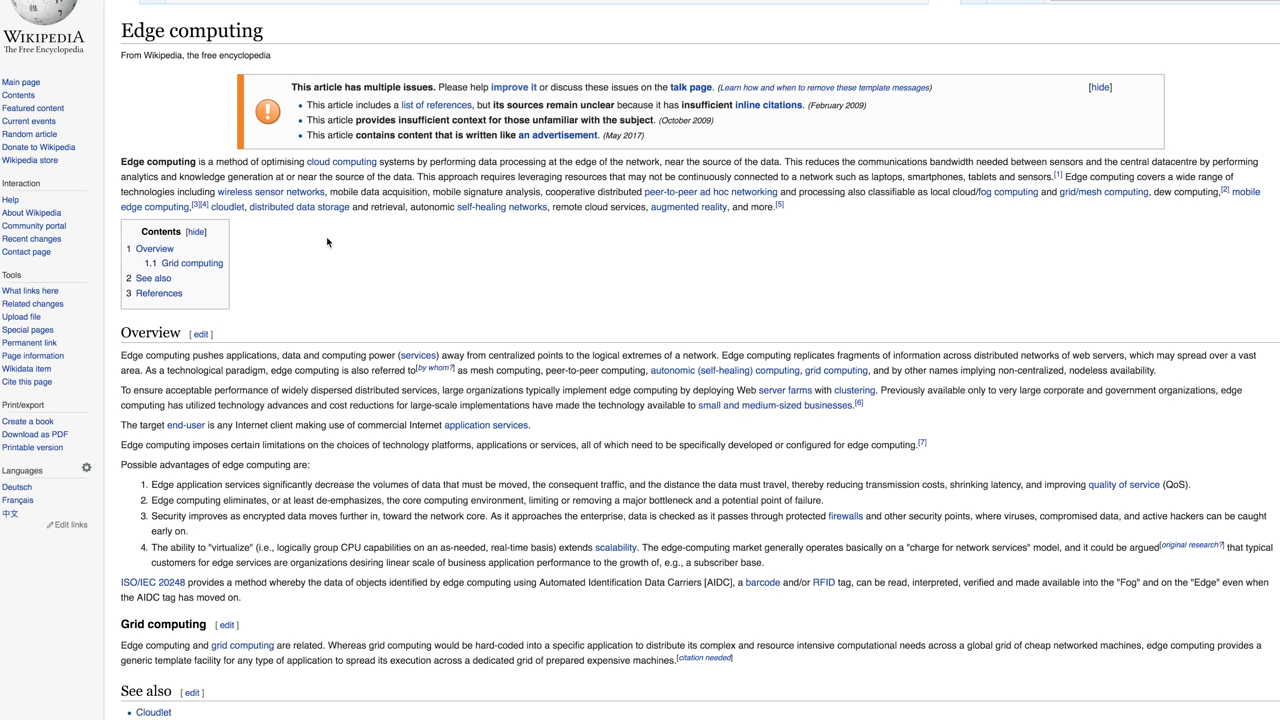 WIKIPEDIA
The Free Encyclopedia
Main page
Contents
Featured content
Current events
Random article
Donate to Wikipedia
Wikipedia store
Interaction
Help
About Wikipedia
Community portal
Recent changes
Contact page
Tools
What links here
Related changes
Upload file
Special pages
Permanent link
Page information
Wikidata item
Cite this page
Print/export
Create a book
Download as PDF
Printable version
Languages
Deutsch
Français
中文
Edit links
Edge computing
From Wikipedia, the free encyclopedia
This article has multiple issues. Please help improve it or discuss these issues on the talk page. (Learn how and when to remove these template messages) [hide]
• This article includes a list of references, but its sources remain unclear because it has insufficient inline citations. (February 2009)
• This article provides insufficient context for those unfamiliar with the subject. (October 2009)
• This article contains content that is written like an advertisement. (May 2017)
Edge computing is a method of optimising cloud computing systems by performing data processing at the edge of the network, near the source of the data. This reduces the communications bandwidth needed between sensors and the central datacentre by performing
analytics and knowledge generation at or near the source of the data. This approach requires leveraging resources that may not be continuously connected to a network such as laptops, smartphones, tablets and sensors.[1] Edge computing covers a wide range of
technologies including wireless sensor networks, mobile data acquisition, mobile signature analysis, cooperative distributed peer-to-peer ad hoc networking and processing also classifiable as local cloud/fog computing and grid/mesh computing, dew computing,[2] mobile
edge computing,[3][4] cloudlet, distributed data storage and retrieval, autonomic self-healing networks, remote cloud services, augmented reality, and more.[5]
Contents [hide]
1 Overview
1.1 Grid computing
2 See also
3 References
Overview [ edit ]
Edge computing pushes applications, data and computing power (services) away from centralized points to the logical extremes of a network. Edge computing replicates fragments of information across distributed networks of web servers, which may spread over a vast
area. As a technological paradigm, edge computing is also referred to[by whom?] as mesh computing, peer-to-peer computing, autonomic (self-healing) computing, grid computing, and by other names implying non-centralized, nodeless availability.
To ensure acceptable performance of widely dispersed distributed services, large organizations typically implement edge computing by deploying Web server farms with clustering. Previously available only to very large corporate and government organizations, edge
computing has utilized technology advances and cost reductions for large-scale implementations have made the technology available to small and medium-sized businesses.[6]
The target end-user is any Internet client making use of commercial Internet application services.
Edge computing imposes certain limitations on the choices of technology platforms, applications or services, all of which need to be specifically developed or configured for edge computing.[7]
Possible advantages of edge computing are:
1. Edge application services significantly decrease the volumes of data that must be moved, the consequent traffic, and the distance the data must travel, thereby reducing transmission costs, shrinking latency, and improving quality of service (QoS).
2. Edge computing eliminates, or at least de-emphasizes, the core computing environment, limiting or removing a major bottleneck and a potential point of failure.
3. Security improves as encrypted data moves further in, toward the network core. As it approaches the enterprise, data is checked as it passes through protected firewalls and other security points, where viruses, compromised data, and active hackers can be caught
early on.
4. The ability to "virtualize" (i.e., logically group CPU capabilities on an as-needed, real-time basis) extends scalability. The edge-computing market generally operates basically on a "charge for network services" model, and it could be argued[original research?] that typical
customers for edge services are organizations desiring linear scale of business application performance to the growth of, e.g., a subscriber base.
ISO/IEC 20248 provides a method whereby the data of objects identified by edge computing using Automated Identification Data Carriers [AIDC], a barcode and/or RFID tag, can be read, interpreted, verified and made available into the "Fog" and on the "Edge" even when
the AIDC tag has moved on.
Grid computing [ edit ]
Edge computing and grid computing are related. Whereas grid computing would be hard-coded into a specific application to distribute its complex and resource intensive computational needs across a global grid of cheap networked machines, edge computing provides a
generic template facility for any type of application to spread its execution across a dedicated grid of prepared expensive machines.[citation needed]
See also [ edit ]
• Cloudlet